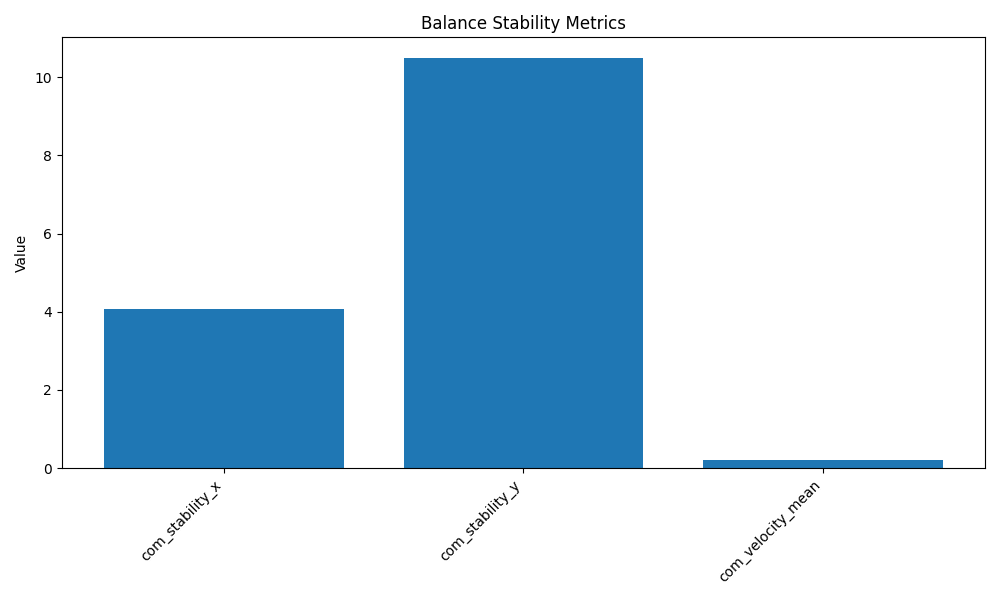 Balance Stability Metrics
Value
10
8
6
4
2
0
com_stability_x
com_stability_y
com_velocity_mean